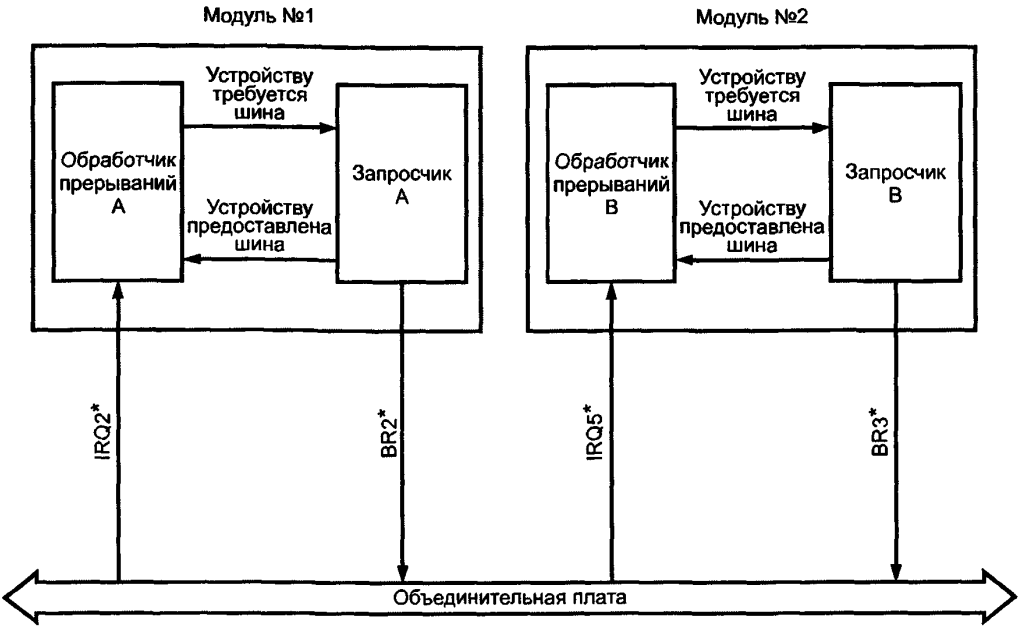 Модуль №1
Модуль №2
Устройству
требуется
шина
Обработчик
прерываний
А
Запросчик
А
Устройству
предоставлена
шина
Устройству
требуется
шина
Обработчик
прерываний
В
Запросчик
В
Устройству
предоставлена
шина
IRQ2*
BR2*
IRQ5*
BR3*
Объединительная плата